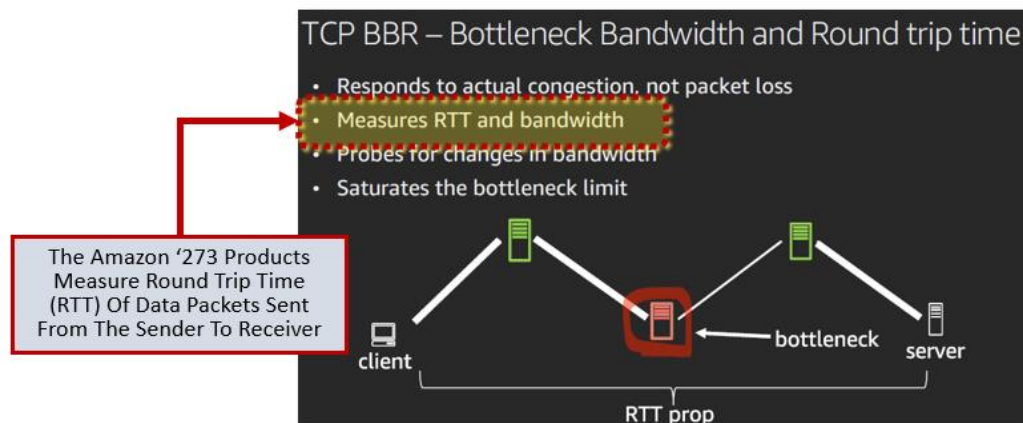 TCP BBR – Bottleneck Bandwidth and Round trip time
• Responds to actual congestion, not packet loss
• Measures RTT and bandwidth
• Probes for changes in bandwidth
• Saturates the bottleneck limit
The Amazon ‘273 Products
Measure Round Trip Time
(RTT) Of Data Packets Sent
From The Sender To Receiver
client
bottleneck
server
RTT prop